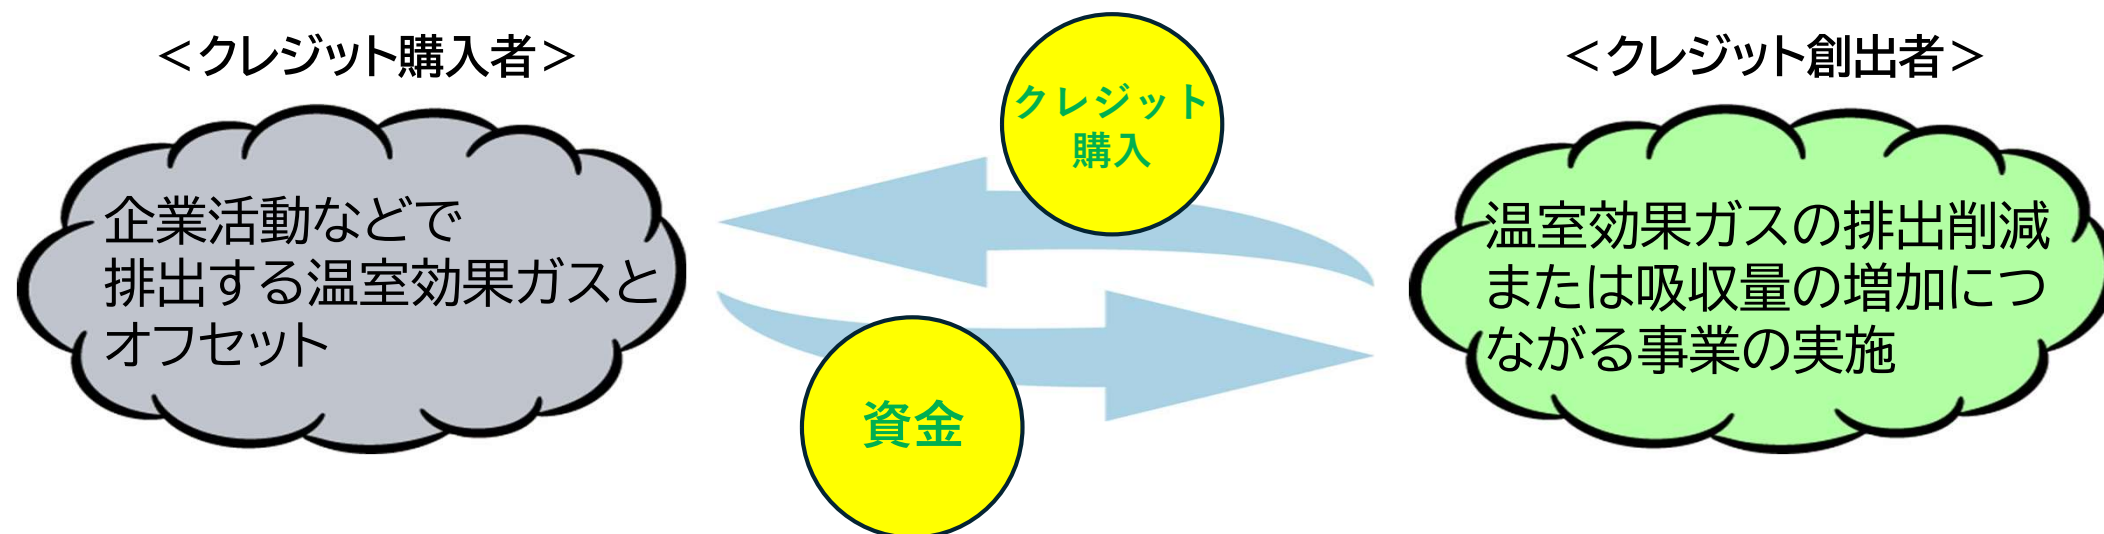 ＜クレジット購入者＞
企業活動などで
排出する温室効果ガスと
オフセット
クレジット
購入
資金
＜クレジット創出者＞
温室効果ガスの排出削減
または吸収量の増加につ
ながる事業の実施